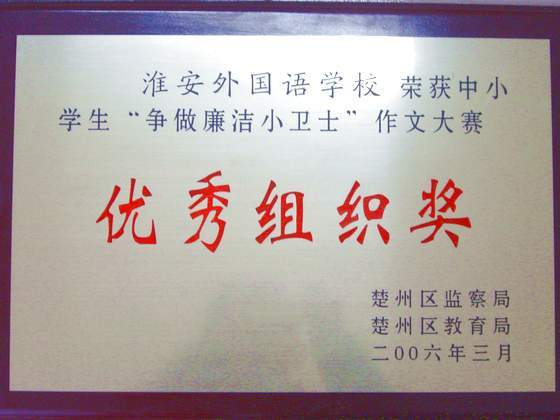 淮安外国语学校 荣获中小
学生“争做廉洁小卫士”作文大赛
优秀组织奖
楚州区监察局
楚州区教育局
二00六年三月